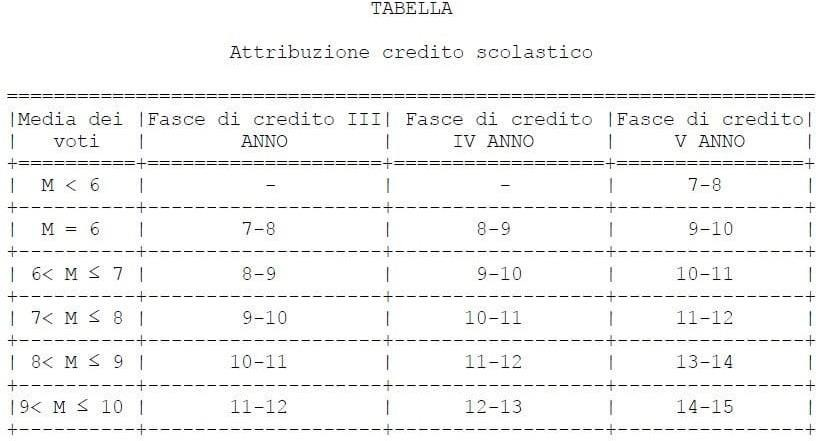 TABELLA
Attribuzione credito scolastico
======================================================================
|Media dei |Fasce di credito III| Fasce di credito |Fasce di credito|
| voti | ANNO | IV ANNO | V ANNO |
+==========+====================+==================+================+
| M < 6 | - | - | 7-8 |
+----------+--------------------+------------------+----------------+
| M = 6 | 7-8 | 8-9 | 9-10 |
+----------+--------------------+------------------+----------------+
| 6< M ≤ 7 | 8-9 | 9-10 | 10-11 |
+----------+--------------------+------------------+----------------+
| 7< M ≤ 8 | 9-10 | 10-11 | 11-12 |
+----------+--------------------+------------------+----------------+
| 8< M ≤ 9 | 10-11 | 11-12 | 13-14 |
+----------+--------------------+------------------+----------------+
|9< M ≤ 10 | 11-12 | 12-13 | 14-15 |
+----------+--------------------+------------------+----------------+